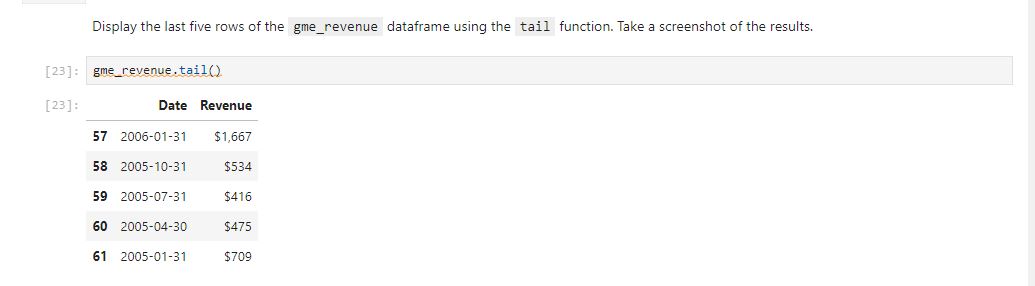 Display the last five rows of the gme_revenue dataframe using the tail function. Take a screenshot of the results.
[23]: gme_revenue.tail()
[23]: Date Revenue
57 2006-01-31 $1,667
58 2005-10-31 $534
59 2005-07-31 $416
60 2005-04-30 $475
61 2005-01-31 $709